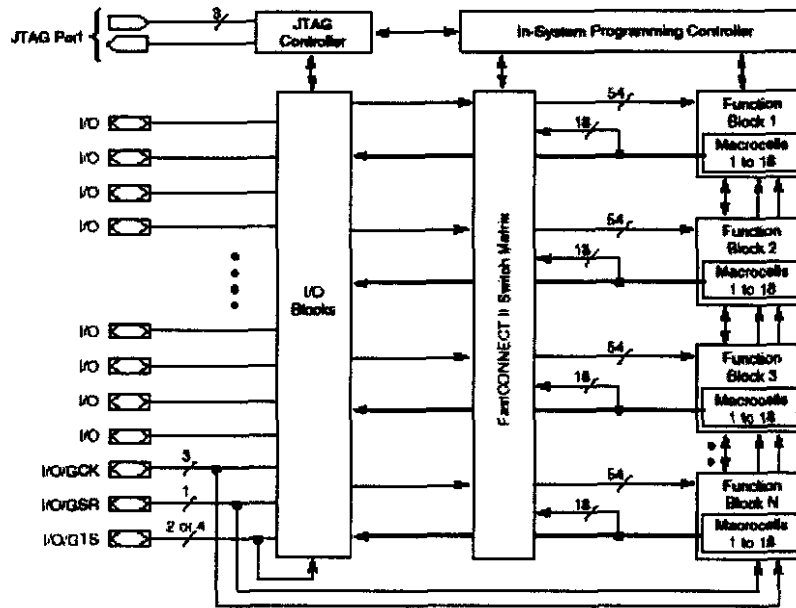 3
JTAG Port
JTAG
Controller
In-System Programming Controller
I/O
I/O
I/O
I/O
I/O
I/O
I/O
I/O
I/O/GCK
3
I/O/GSR
1
I/O/GTS
2 or 4
I/O
Blocks
FastCONNECT II Switch Matrix
54
18
Function
Block 1
Macrocells
1 to 18
54
18
Function
Block 2
Macrocells
1 to 18
54
18
Function
Block 3
Macrocells
1 to 18
54
18
Function
Block N
Macrocells
1 to 18